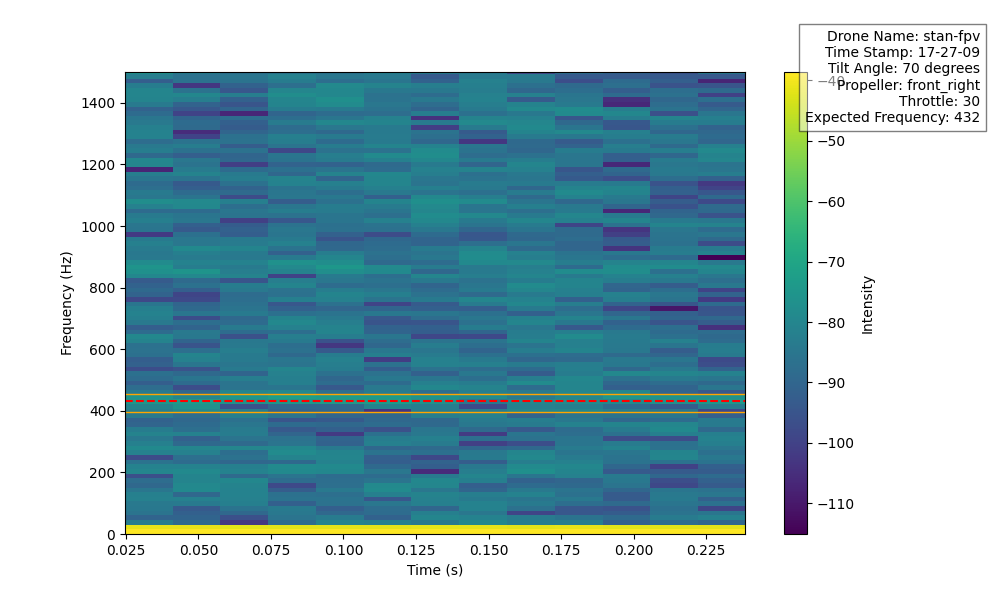 Drone Name: stan-fpv
Time Stamp: 17-27-09
Tilt Angle: 70 degrees
Propeller: front_right
Throttle: 30
Expected Frequency: 432
1400
1200
1000
800
600
400
200
0
Frequency (Hz)
0.025
0.050
0.075
0.100
0.125
0.150
0.175
0.200
0.225
Time (s)
−40
−50
−60
−70
−80
−90
−100
−110
Intensity